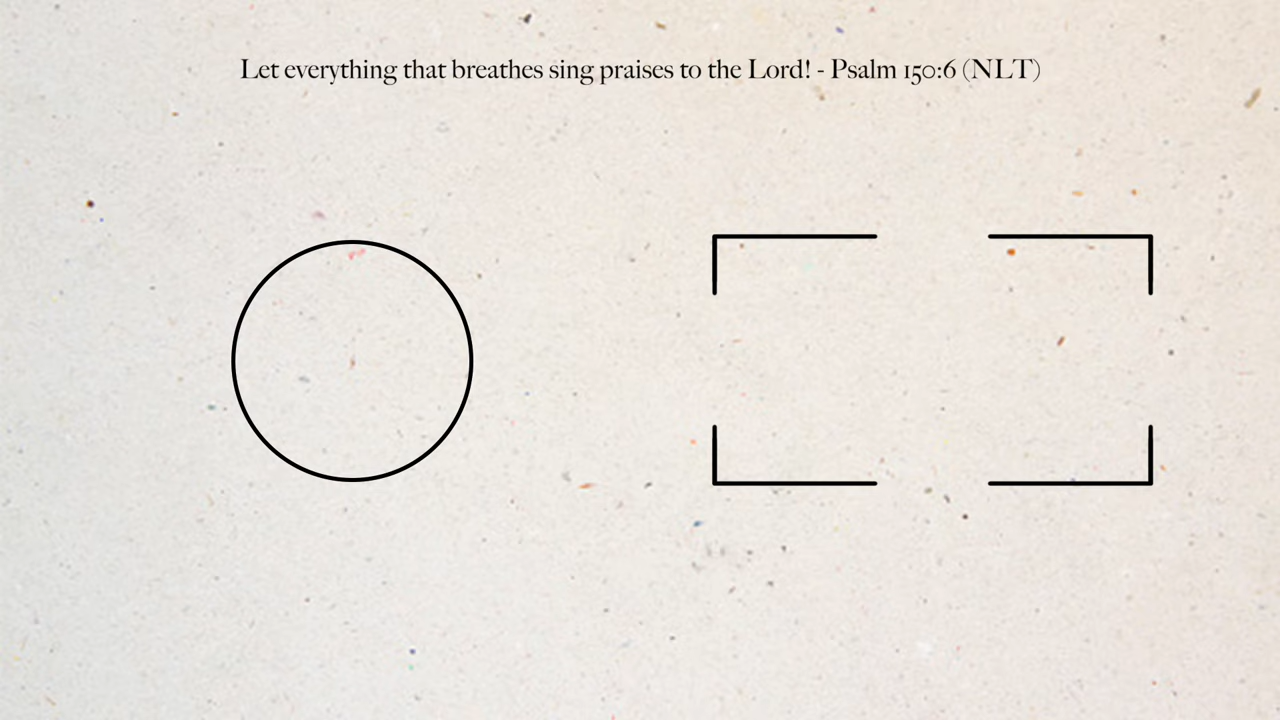 Let everything that breathes sing praises to the Lord! - Psalm 150:6 (NLT)